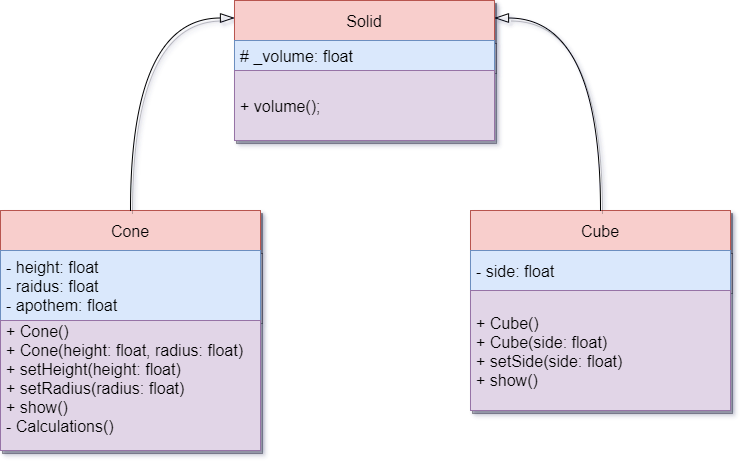 Solid
# _volume: float
+ volume();
Cone
- height: float
- raidus: float
- apothem: float
+ Cone()
+ Cone(height: float, radius: float)
+ setHeight(height: float)
+ setRadius(radius: float)
+ show()
- Calculations()
Cube
- side: float
+ Cube()
+ Cube(side: float)
+ setSide(side: float)
+ show()